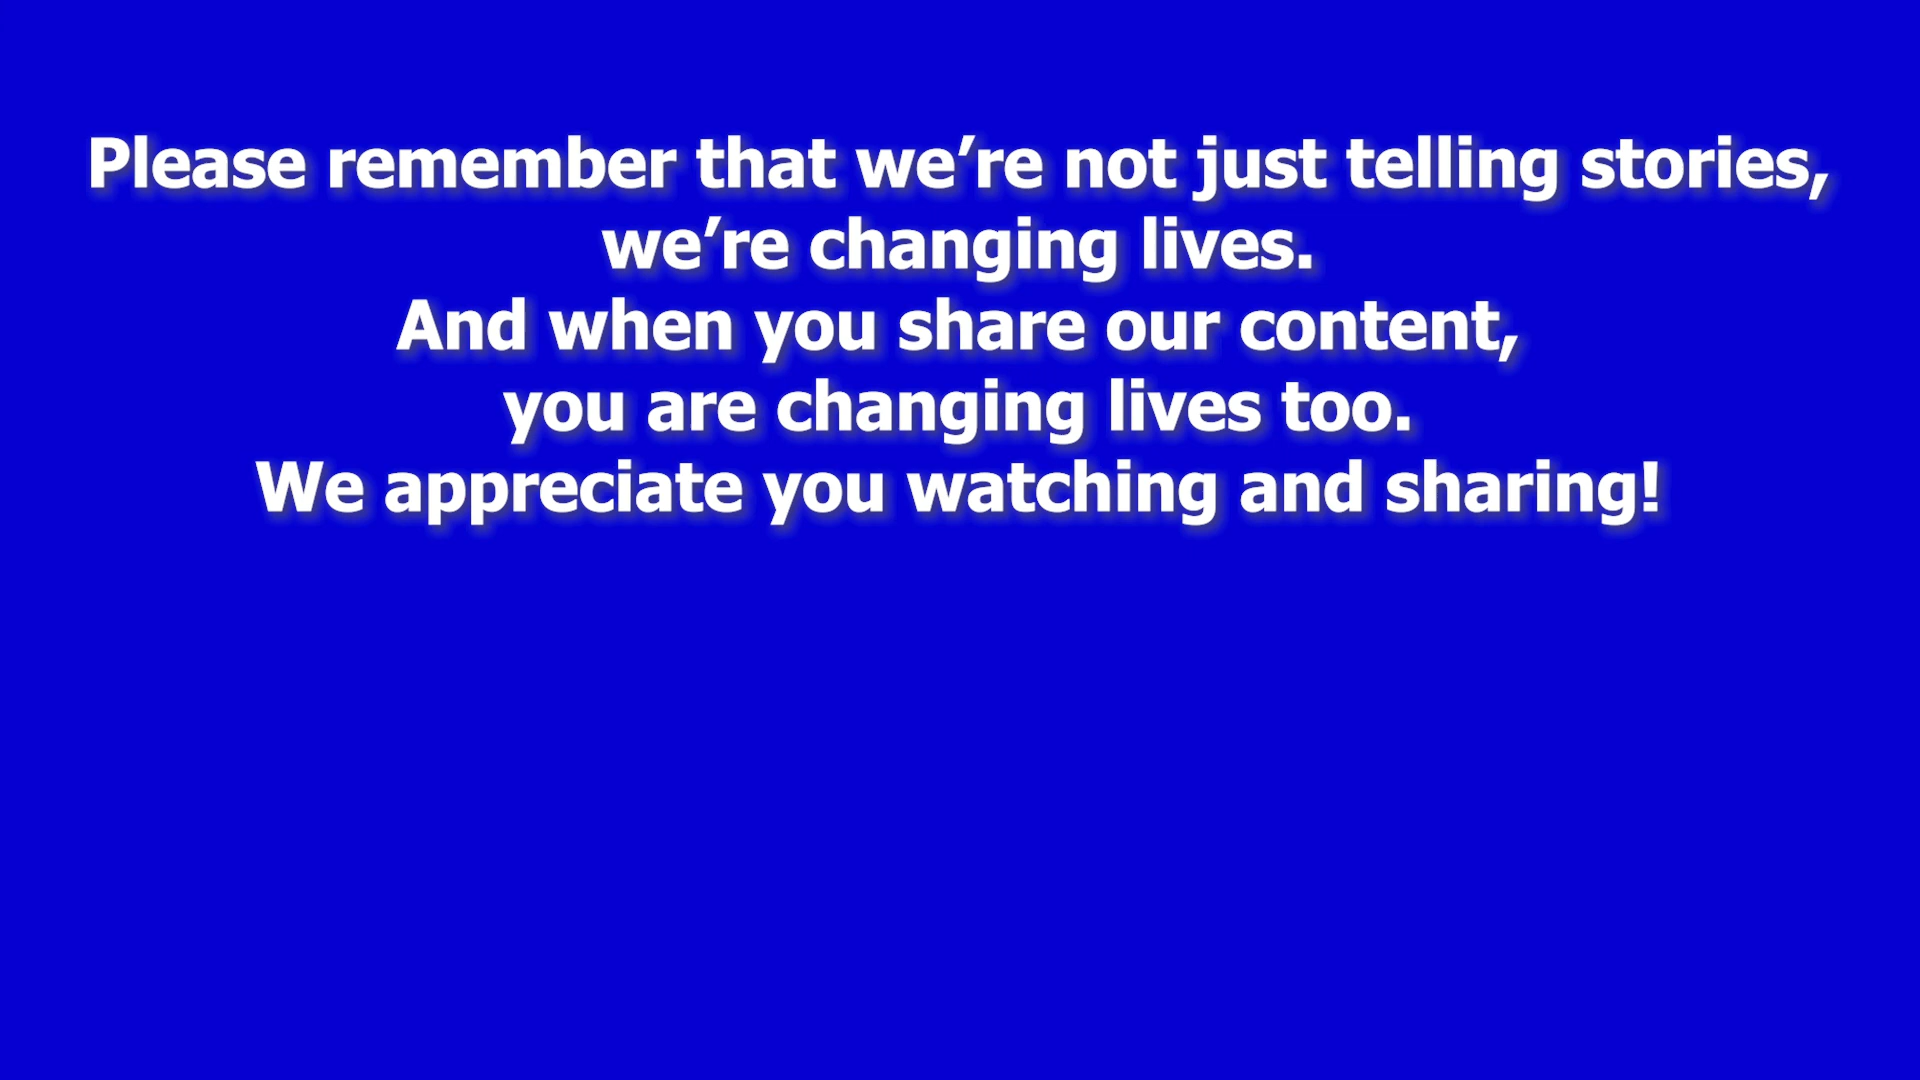 Please remember that we’re not just telling stories,
we’re changing lives.
And when you share our content,
you are changing lives too.
We appreciate you watching and sharing!